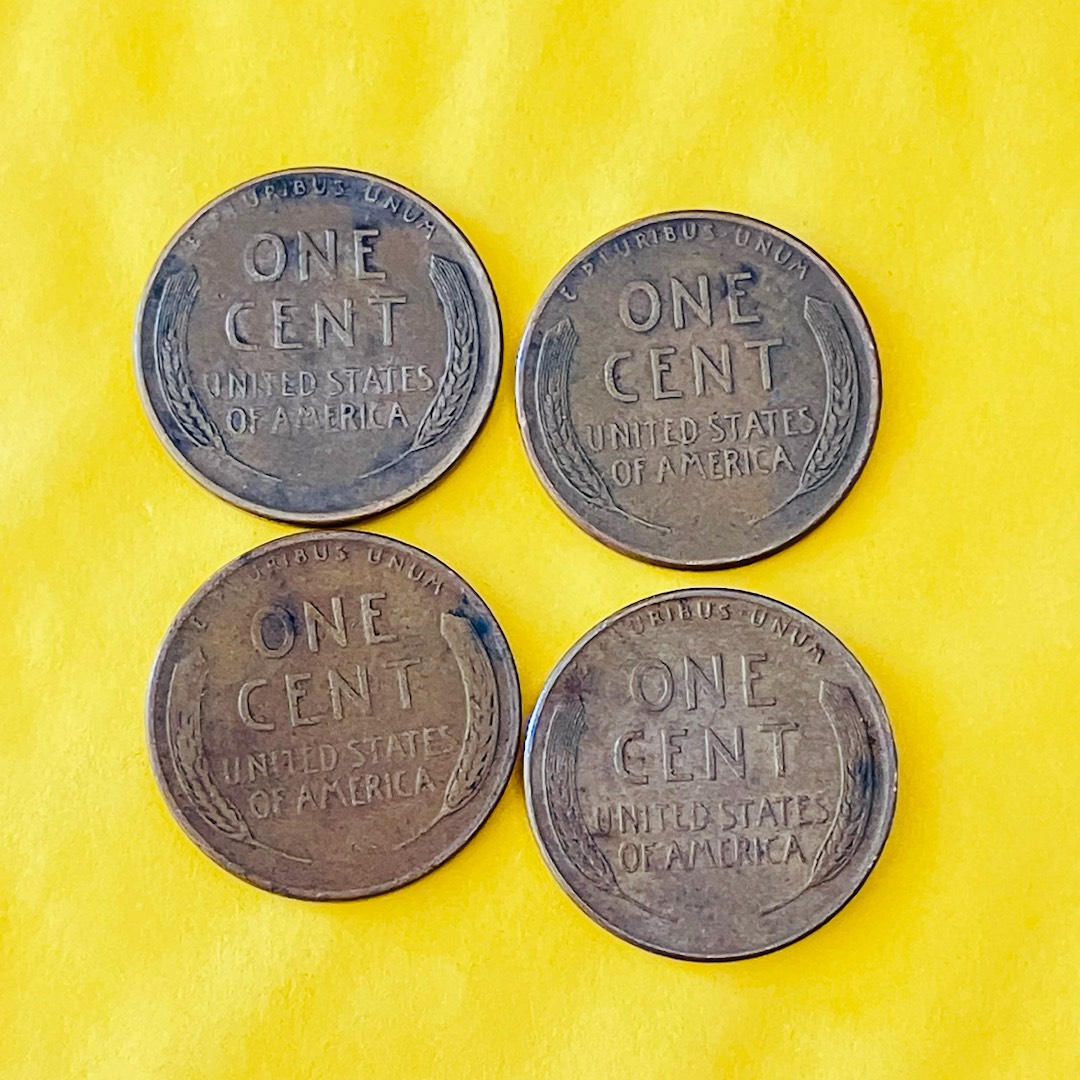 E PLURIBUS UNUM
ONE
CENT
UNITED STATES
OF AMERICA
E PLURIBUS UNUM
ONE
CENT
UNITED STATES
OF AMERICA
E PLURIBUS UNUM
ONE
CENT
UNITED STATES
OF AMERICA
E PLURIBUS UNUM
ONE
CENT
UNITED STATES
OF AMERICA